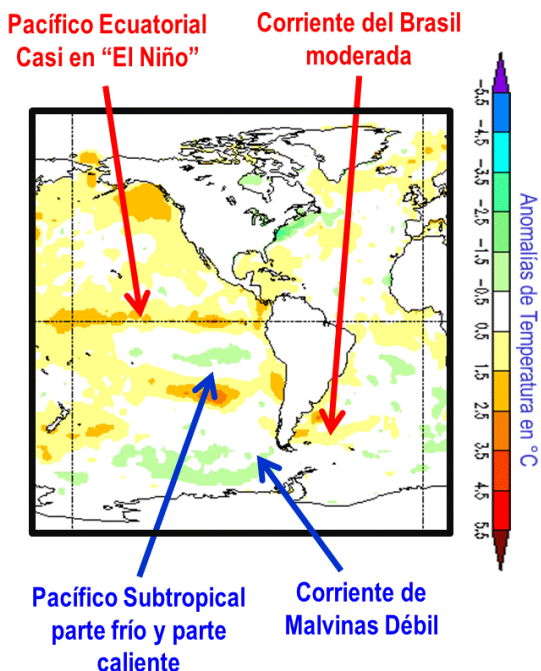 Pacífico Ecuatorial
Casi en “El Niño”
Corriente del Brasil
moderada
-5.5
-4.5
-3.5
-2.5
-1.5
-0.5
0.5
1.5
2.5
3.5
4.5
5.5
Anomalías de Temperatura en °C
Pacífico Subtropical
parte frío y parte
caliente
Corriente de
Malvinas Débil